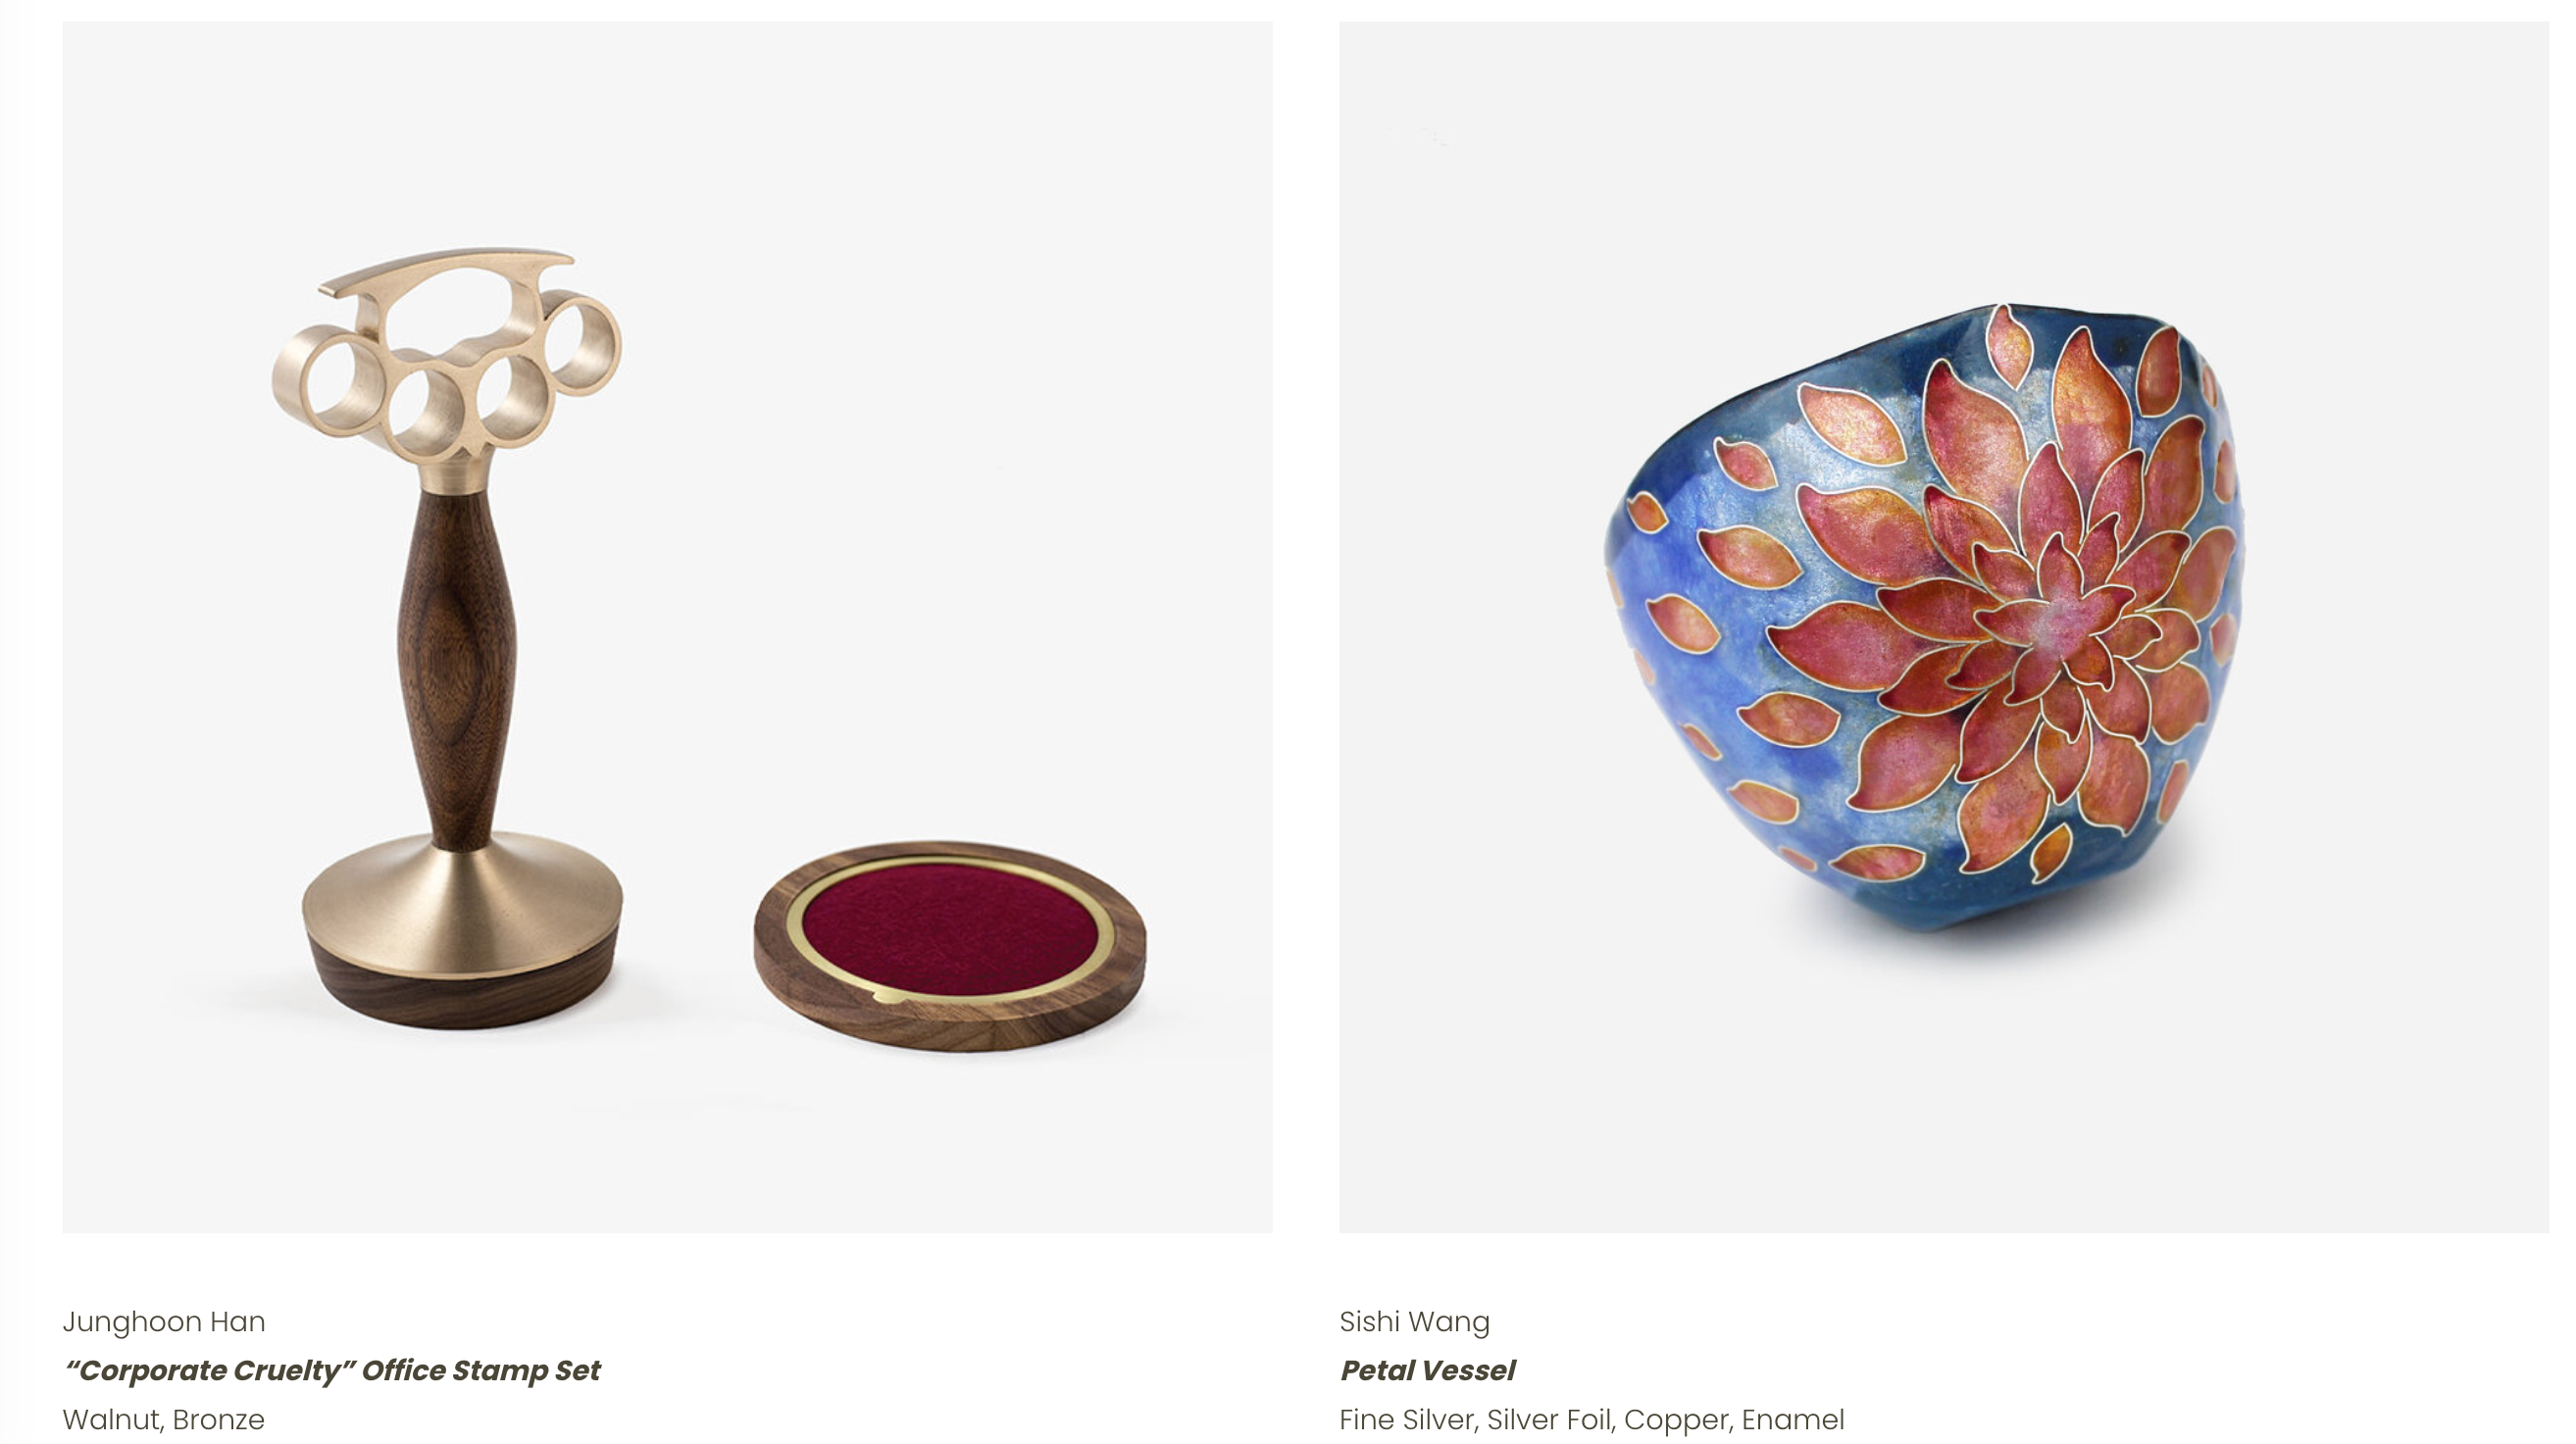 Junghoon Han
“Corporate Cruelty” Office Stamp Set
Walnut, Bronze
Sishi Wang
Petal Vessel
Fine Silver, Silver Foil, Copper, Enamel